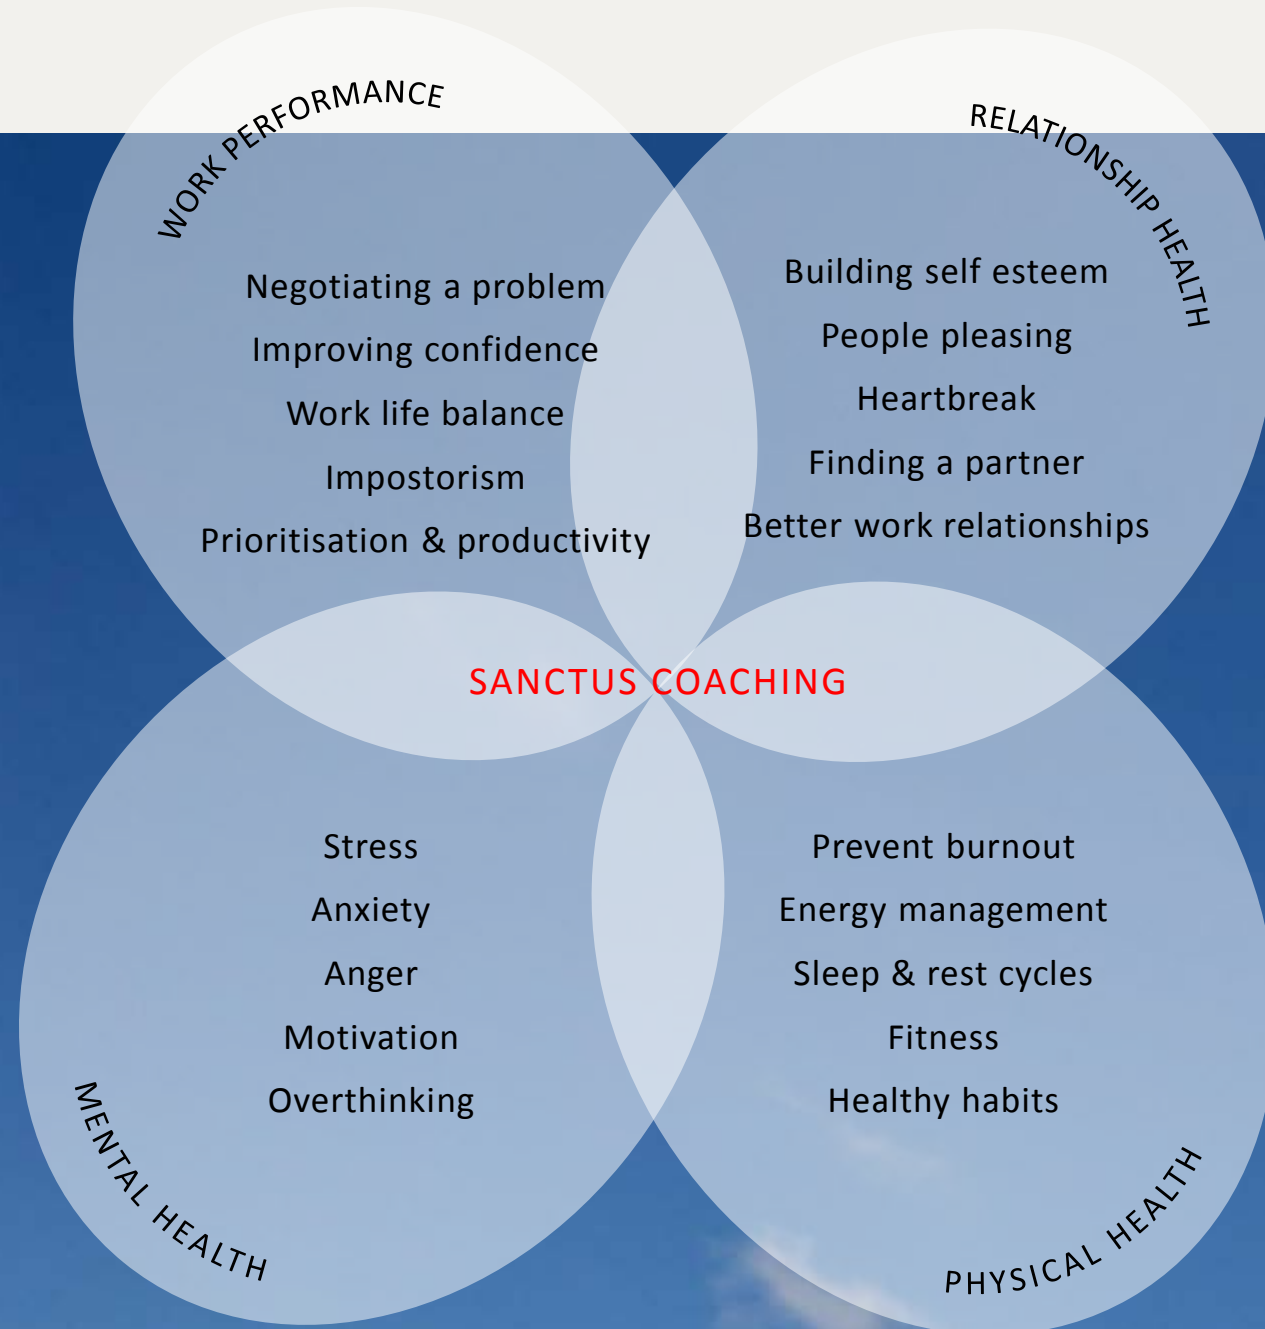 WORK PERFORMANCE
Negotiating a problem
Improving confidence
Work life balance
Impostorism
Prioritisation & productivity
RELATIONSHIP HEALTH
Building self esteem
People pleasing
Heartbreak
Finding a partner
Better work relationships
SANCTUS COACHING
Stress
Anxiety
Anger
Motivation
Overthinking
MENTAL HEALTH
Prevent burnout
Energy management
Sleep & rest cycles
Fitness
Healthy habits
PHYSICAL HEALTH